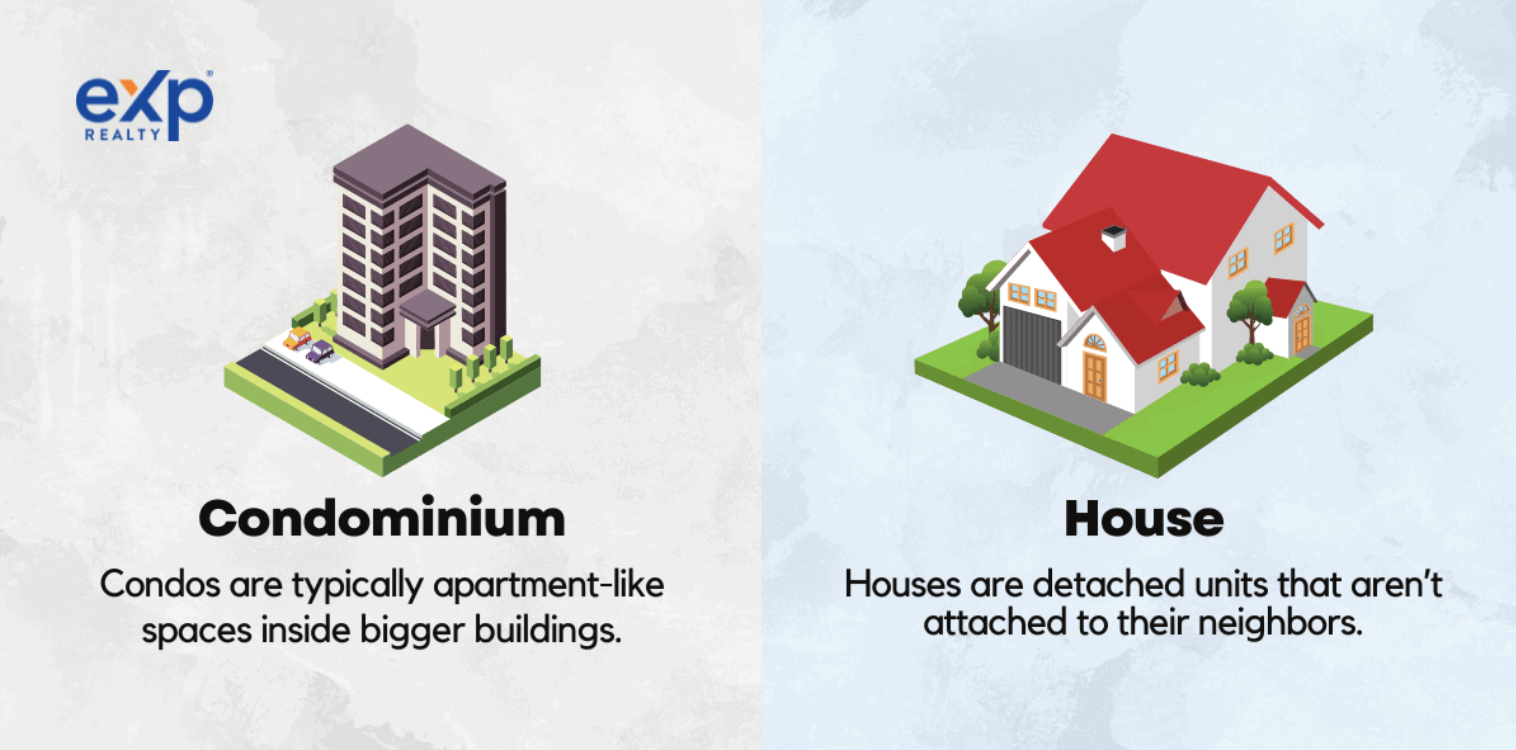 eXp®
REALTY
Condominium
Condos are typically apartment-like
spaces inside bigger buildings.
House
Houses are detached units that aren’t
attached to their neighbors.